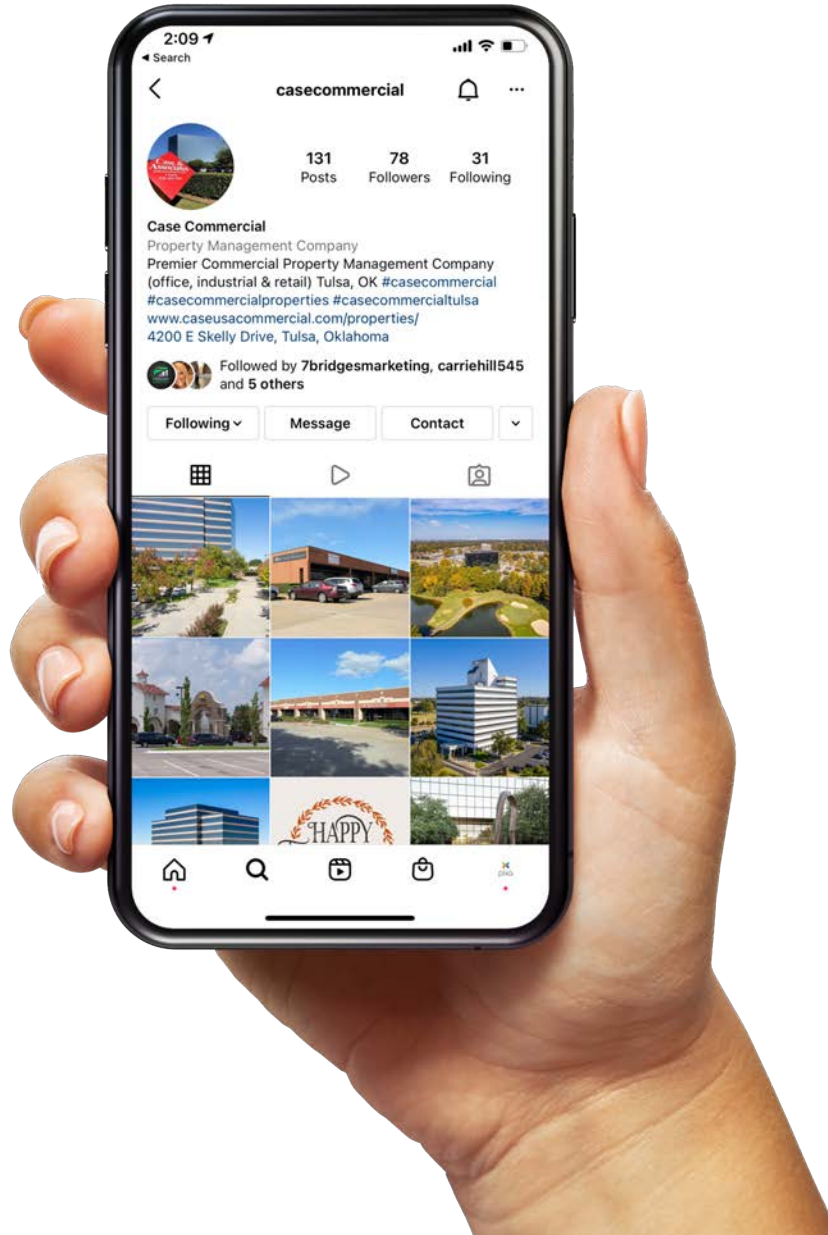 2:09
Search
casecommercial
...
Case &
Associates
131 78 31
Posts Followers Following
Case Commercial
Property Management Company
Premier Commercial Property Management Company
(office, industrial & retail) Tulsa, OK #casecommercial
#casecommercialproperties #casecommercialtulsa
www.caseusacommercial.com/properties/
4200 E Skelly Drive, Tulsa, Oklahoma
Followed by 7bridgesmarketing, carriehill545
and 5 others
Following Message Contact
HAPPY